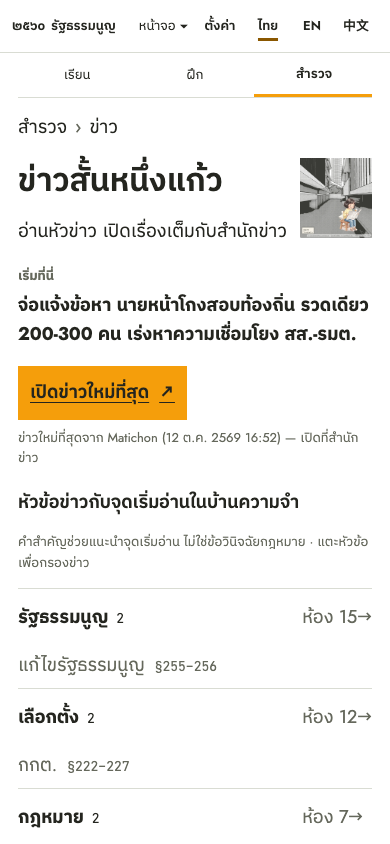 ๒๕๖๐ รัฐธรรมนูญ หน้าจอ ตั้งค่า ไทย EN 中文
เรียน ฝึก สำรวจ
สำรวจ › ข่าว
ข่าวสั้นหนึ่งแก้ว
อ่านหัวข่าว เปิดเรื่องเต็มกับสำนักข่าว
เริ่มที่นี่
จ่อแจ้งข้อหา นายหน้าโกงสอบท้องถิ่น รวดเดียว
200-300 คน เร่งหาความเชื่อมโยง สส.-รมต.
เปิดข่าวใหม่ที่สุด ↗
ข่าวใหม่ที่สุดจาก Matichon (12 ต.ค. 2569 16:52) — เปิดที่สำนัก
ข่าว
หัวข้อข่าวกับจุดเริ่มอ่านในบ้านความจำ
คำสำคัญช่วยแนะนำจุดเริ่มอ่าน ไม่ใช่ข้อวินิจฉัยกฎหมาย · แตะหัวข้อ
เพื่อกรองข่าว
รัฐธรรมนูญ 2 ห้อง 15→
แก้ไขรัฐธรรมนูญ §255–256
เลือกตั้ง 2 ห้อง 12→
กกต. §222–227
กฎหมาย 2 ห้อง 7→